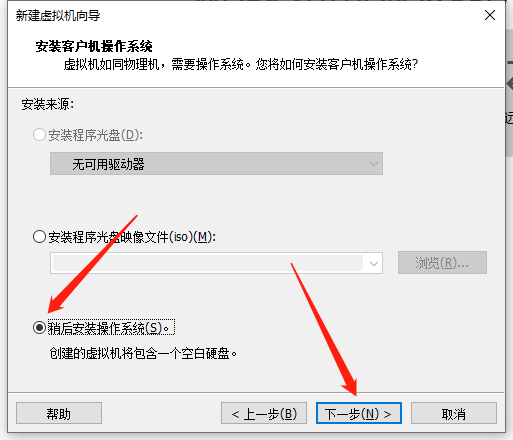 新建虚拟机向导
安装客户机操作系统
虚拟机如同物理机，需要操作系统。您将如何安装客户机操作系统?
安装来源:
安装程序光盘(D):
无可用驱动器
安装程序光盘映像文件(iso)(M):
浏览(R)...
稍后安装操作系统(S)。
创建的虚拟机将包含一个空白硬盘。
帮助
< 上一步(B)
下一步(N) >
取消